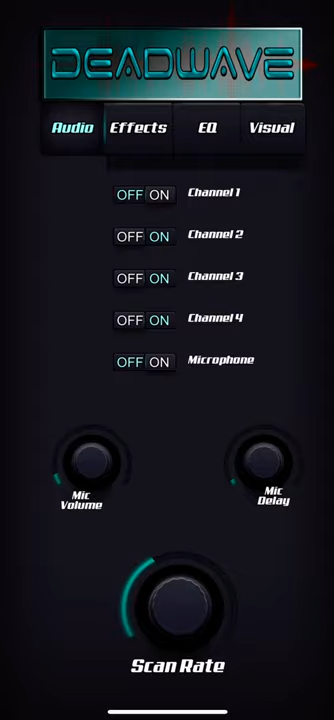 DEADWAVE
Audio Effects EQ Visual
OFF ON Channel 1
OFF ON Channel 2
OFF ON Channel 3
OFF ON Channel 4
OFF ON Microphone
Mic Volume
Mic Delay
Scan Rate